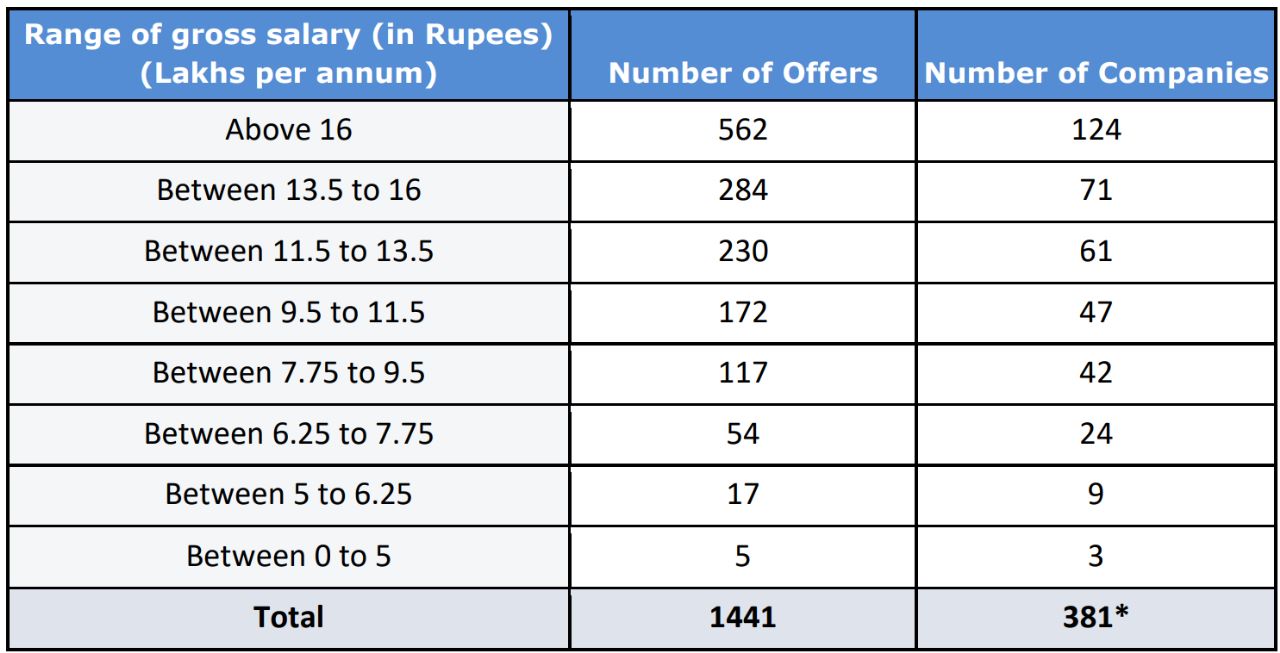 Range of gross salary (in Rupees)
(Lakhs per annum) Number of Offers Number of Companies
Above 16 562 124
Between 13.5 to 16 284 71
Between 11.5 to 13.5 230 61
Between 9.5 to 11.5 172 47
Between 7.75 to 9.5 117 42
Between 6.25 to 7.75 54 24
Between 5 to 6.25 17 9
Between 0 to 5 5 3
Total 1441 381*